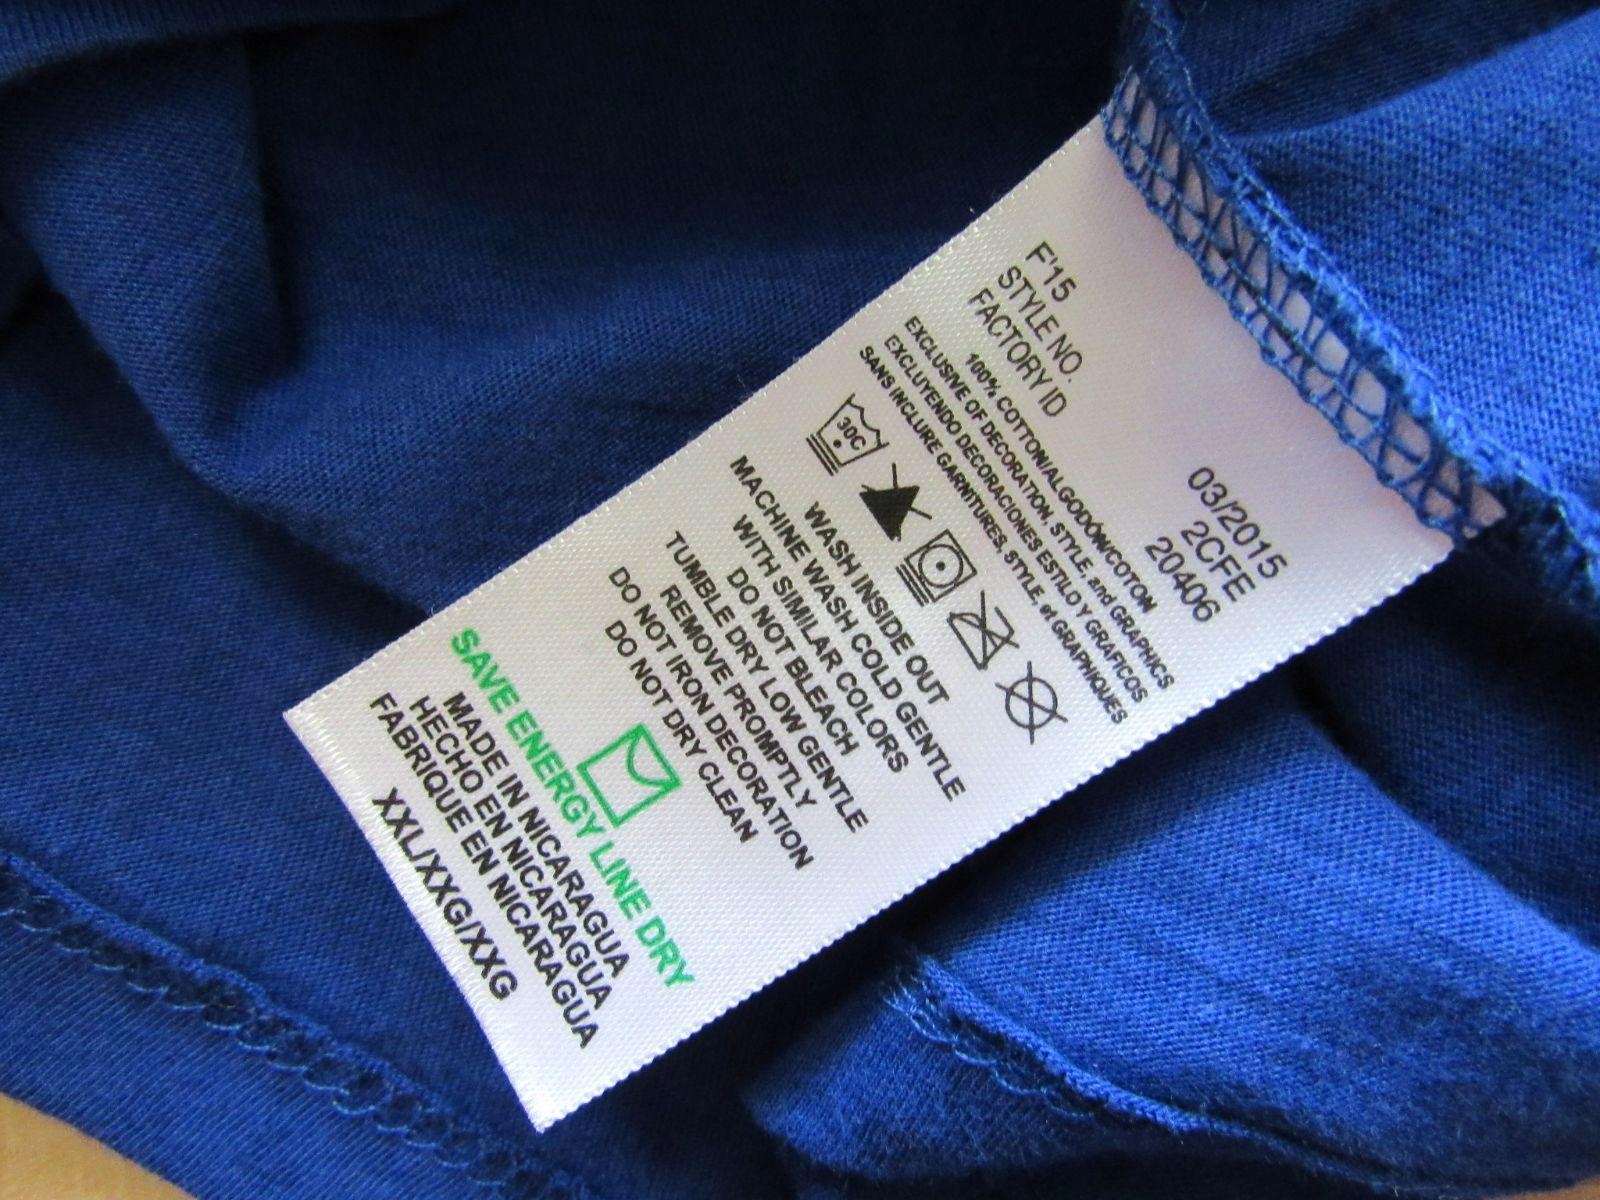 F'15 03/2015
STYLE NO. 2CFE
FACTORY ID 20406
100% COTTON/ALGODÓN/COTON
EXCLUSIVE OF DECORATION, STYLE, and GRAPHICS
EXCLUYENDO DECORACIONES ESTILO Y GRAFICOS
SANS INCLURE GARNITURES, STYLE, et GRAPHIQUES
30C
WASH INSIDE OUT
MACHINE WASH COLD GENTLE
WITH SIMILAR COLORS
DO NOT BLEACH
TUMBLE DRY LOW GENTLE
REMOVE PROMPTLY
DO NOT IRON DECORATION
DO NOT DRY CLEAN
SAVE ENERGY LINE DRY
MADE IN NICARAGUA
HECHO EN NICARAGUA
FABRIQUE EN NICARAGUA
XXL/XXG/XXG